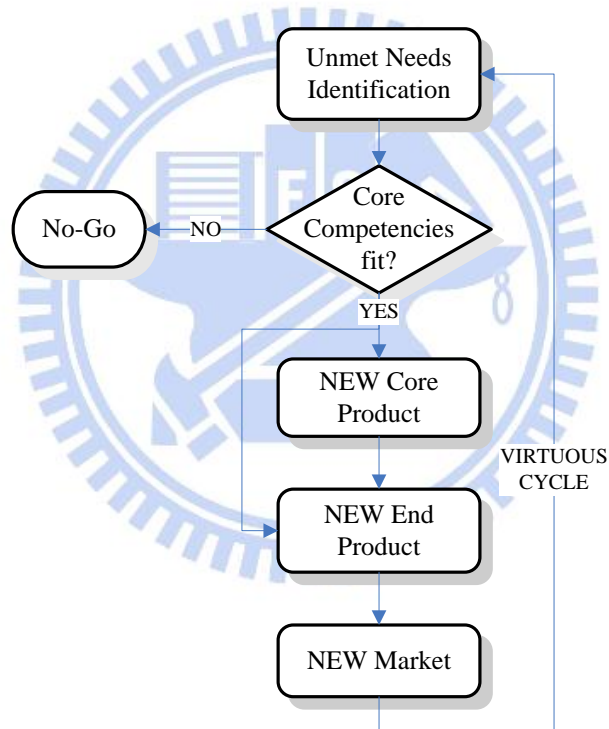 Unmet Needs
Identification
Core
Competencies
fit?
No-Go
NO
YES
NEW Core
Product
VIRTUOUS
CYCLE
NEW End
Product
NEW Market